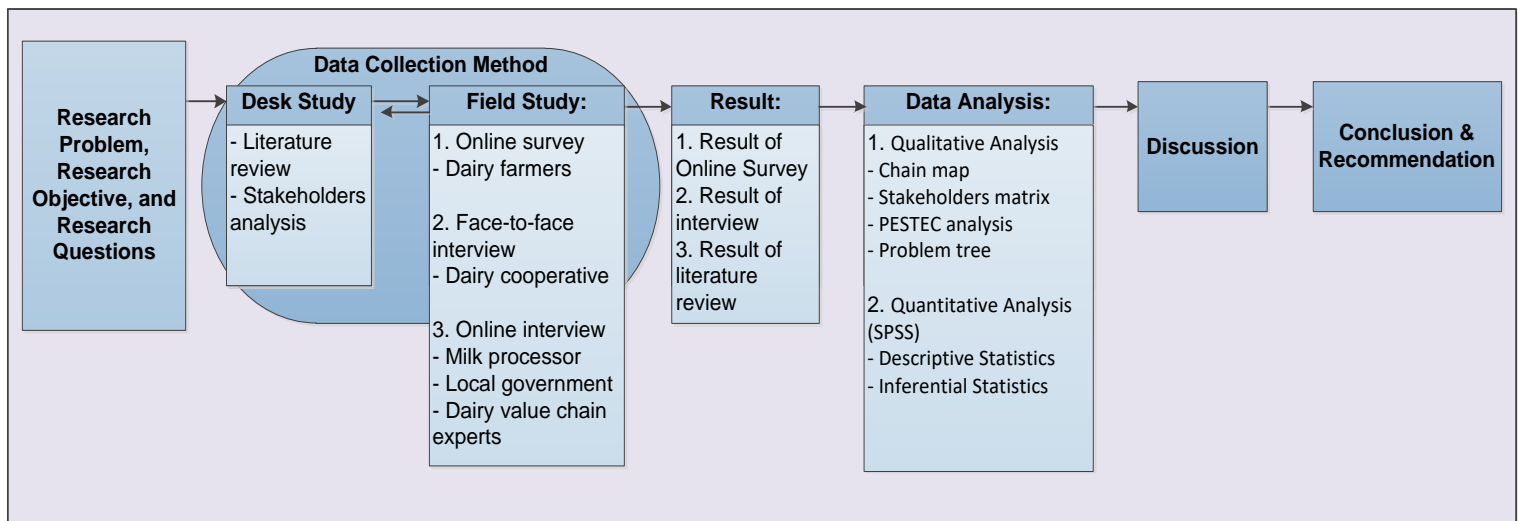 Research
Problem,
Research
Objective, and
Research
Questions
Data Collection Method
Desk Study
- Literature
review
- Stakeholders
analysis
Field Study:
1. Online survey
- Dairy farmers
2. Face-to-face
interview
- Dairy cooperative
3. Online interview
- Milk processor
- Local government
- Dairy value chain
experts
Result:
1. Result of
Online Survey
2. Result of
interview
3. Result of
literature
review
Data Analysis:
1. Qualitative Analysis
- Chain map
- Stakeholders matrix
- PESTEC analysis
- Problem tree
2. Quantitative Analysis
(SPSS)
- Descriptive Statistics
- Inferential Statistics
Discussion
Conclusion &
Recommendation